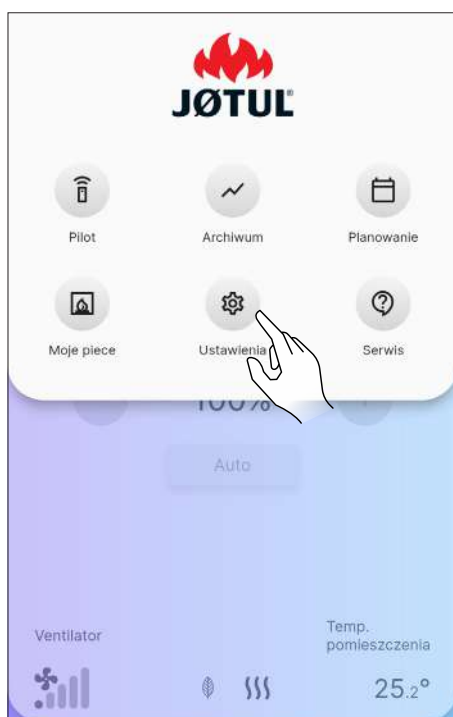 JØTUL®
Pilot
Archiwum
Planowanie
Moje piece
Ustawienia
Serwis
100%
Auto
Ventilator
Temp.
pomieszczenia
25.2°